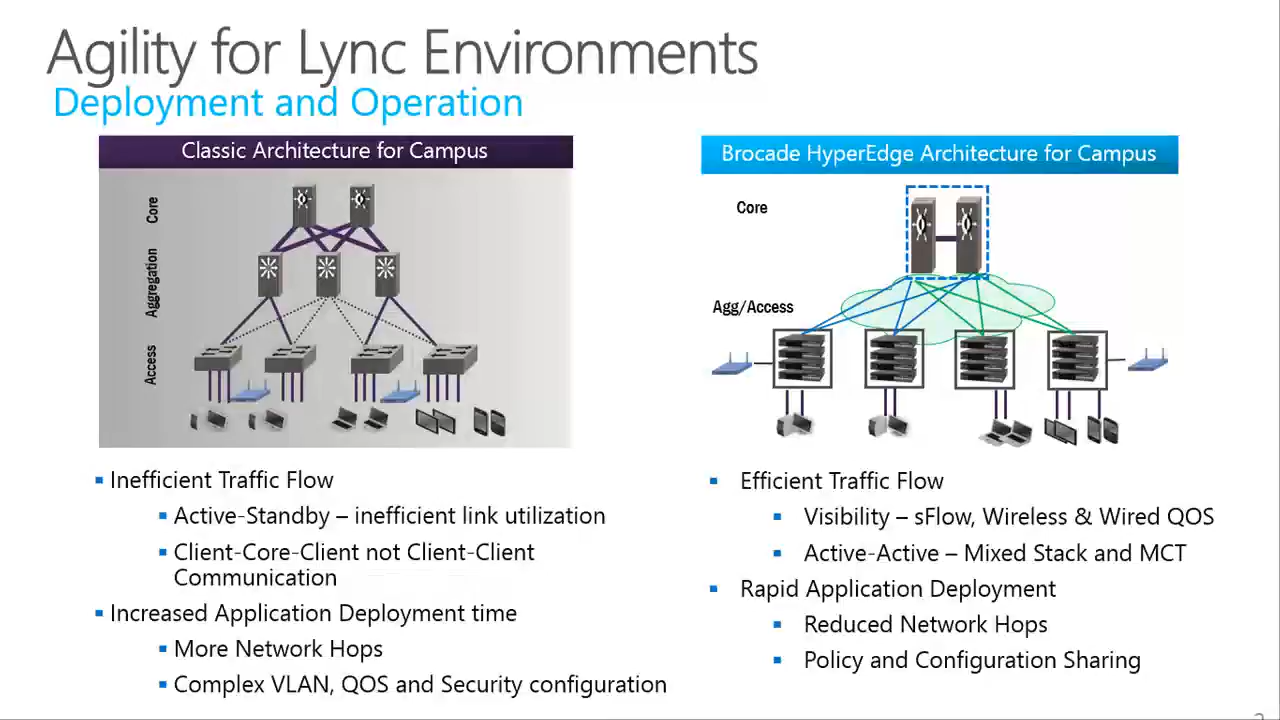 Agility for Lync Environments
Deployment and Operation
Classic Architecture for Campus
Core
Aggregation
Access
▪ Inefficient Traffic Flow
▪ Active-Standby – inefficient link utilization
▪ Client-Core-Client not Client-Client
Communication
▪ Increased Application Deployment time
▪ More Network Hops
▪ Complex VLAN, QOS and Security configuration
Brocade HyperEdge Architecture for Campus
Core
Agg/Access
▪ Efficient Traffic Flow
▪ Visibility – sFlow, Wireless & Wired QOS
▪ Active-Active – Mixed Stack and MCT
▪ Rapid Application Deployment
▪ Reduced Network Hops
▪ Policy and Configuration Sharing